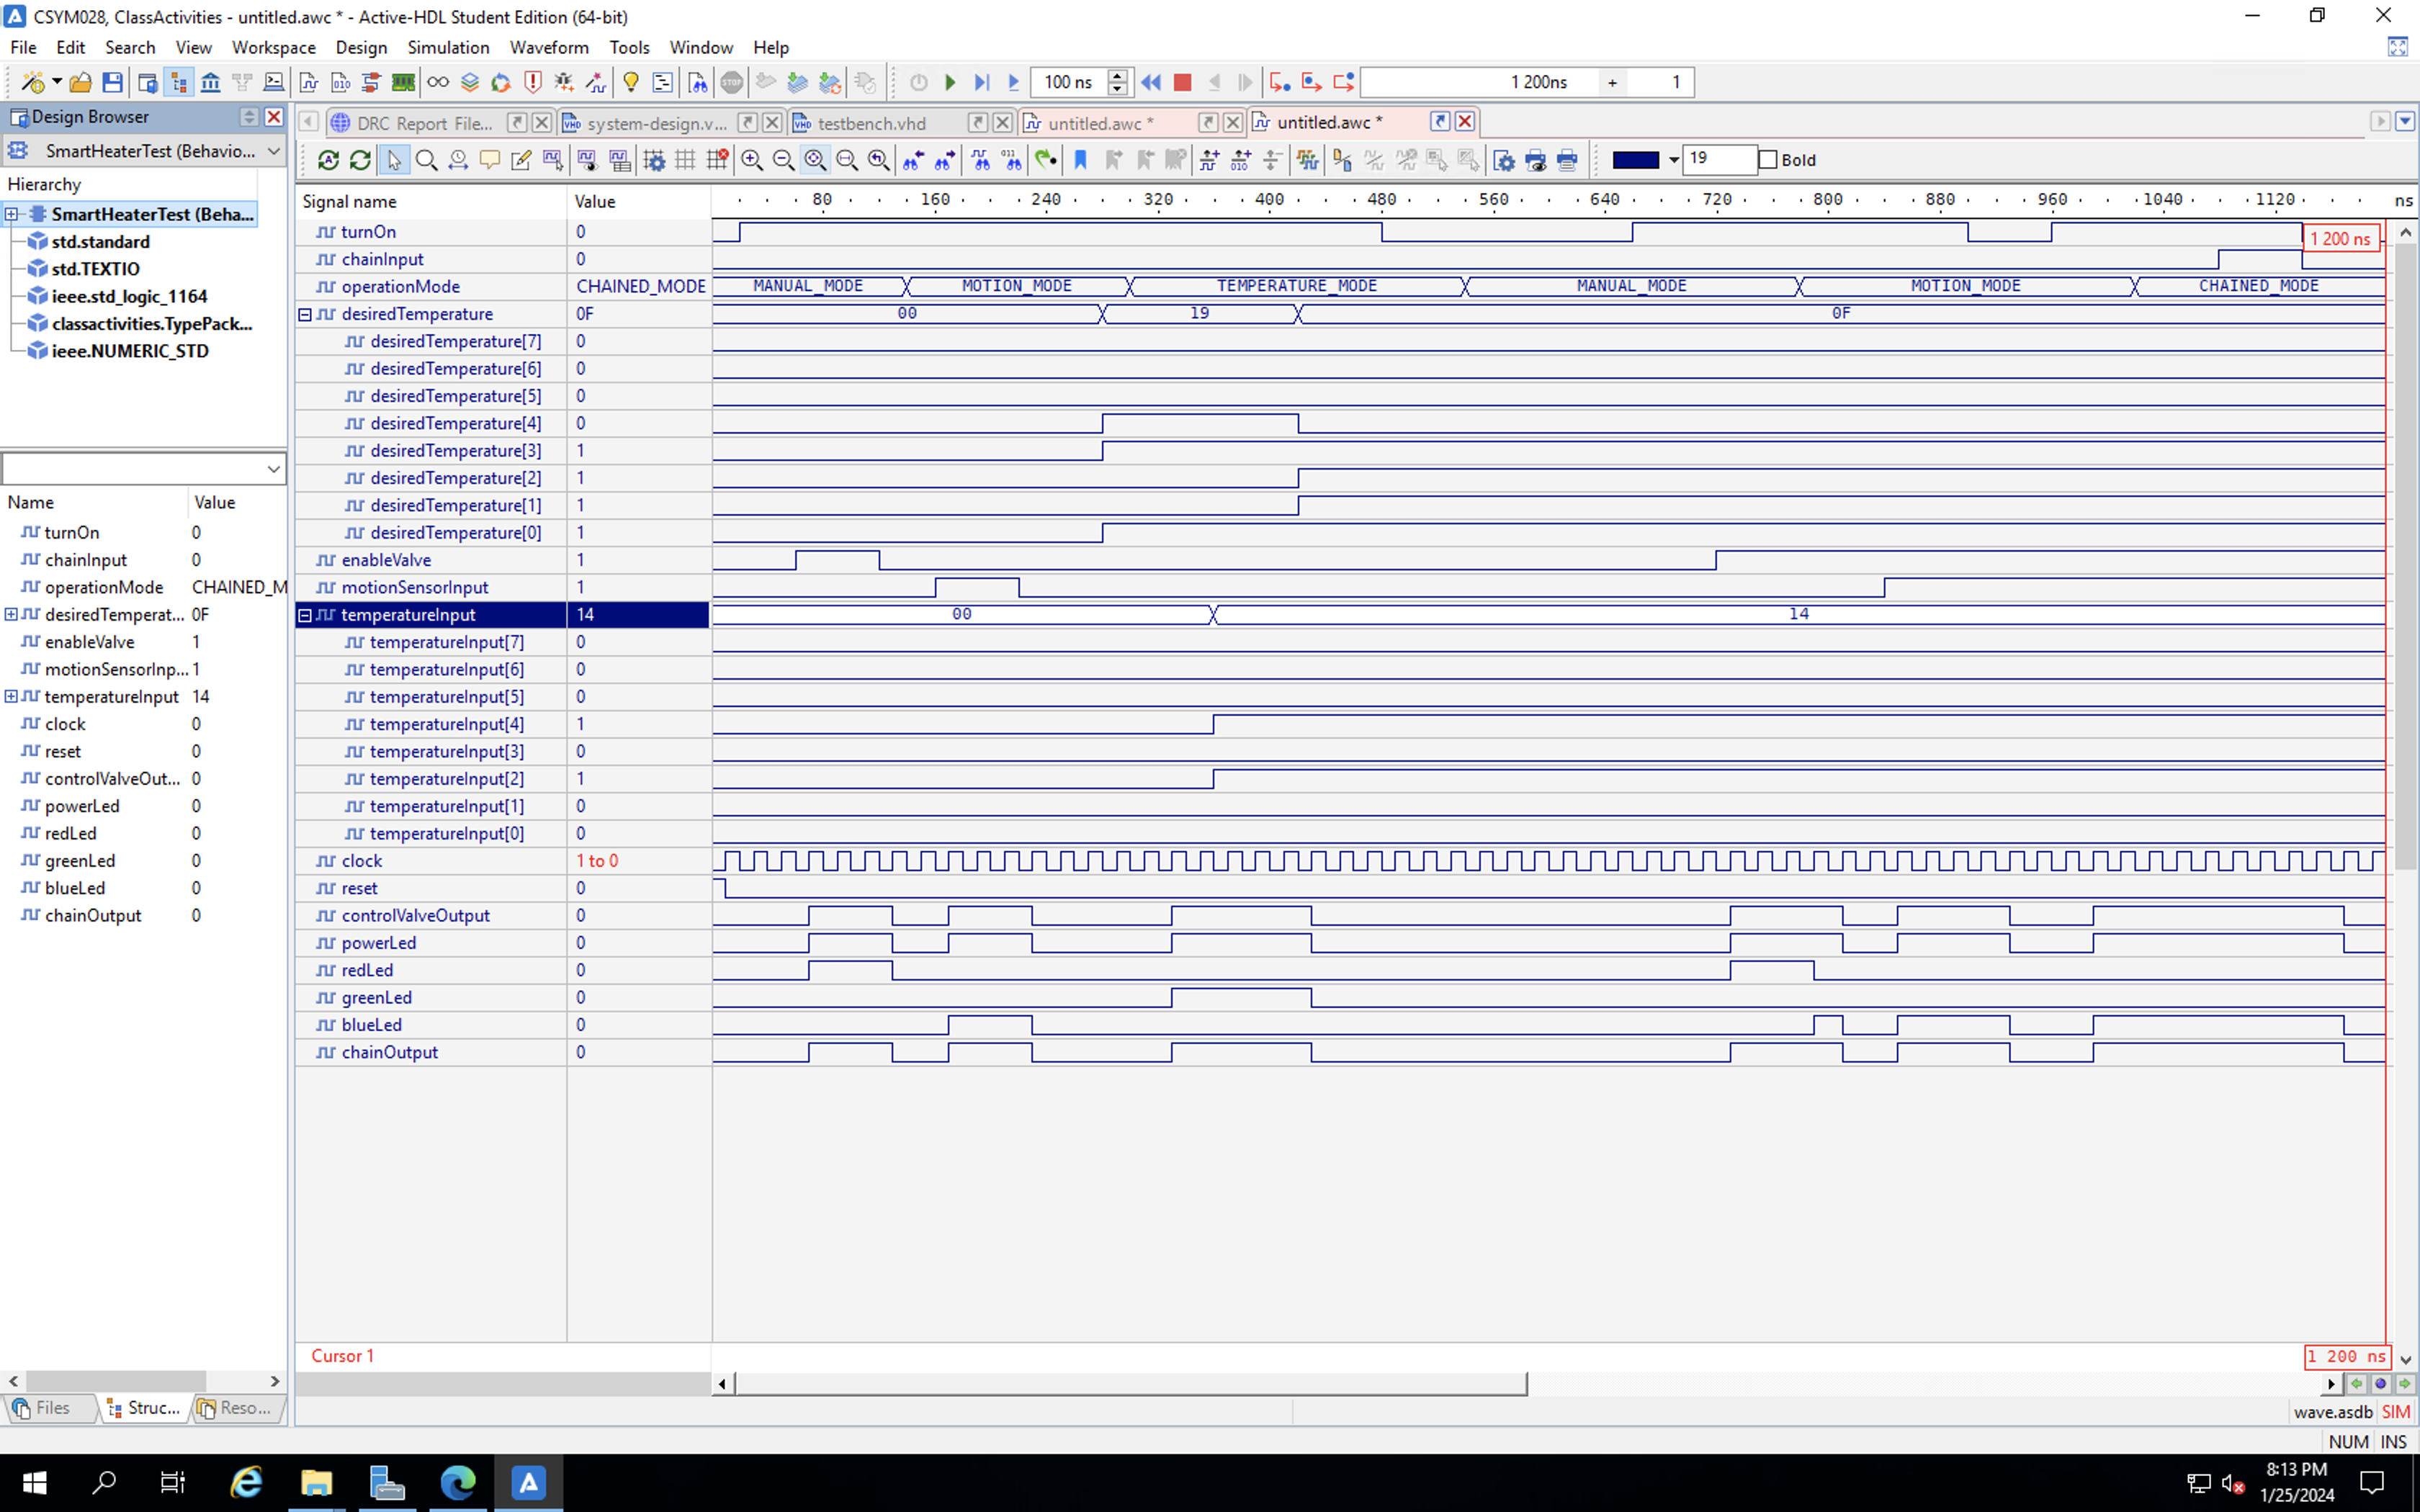 CSYM028, ClassActivities - untitled.awc * - Active-HDL Student Edition (64-bit)
File Edit Search View Workspace Design Simulation Waveform Tools Window Help
100 ns 1 200ns + 1
Design Browser
SmartHeaterTest (Behavio...
Hierarchy
SmartHeaterTest (Beha...
std.standard
std.TEXTIO
ieee.std_logic_1164
classactivities.TypePack...
ieee.NUMERIC_STD
Name Value
turnOn 0
chainInput 0
operationMode CHAINED_M
desiredTemperat... 0F
enableValve 1
motionSensorInp... 1
temperatureInput 14
clock 0
reset 0
controlValveOut... 0
powerLed 0
redLed 0
greenLed 0
blueLed 0
chainOutput 0
Files Struc... Reso...
DRC Report File... system-design.v... testbench.vhd untitled.awc * untitled.awc *
19 Bold
Signal name Value 80 160 240 320 400 480 560 640 720 800 880 960 1040 1120 ns
turnOn 0
1 200 ns
chainInput 0
operationMode CHAINED_MODE MANUAL_MODE MOTION_MODE TEMPERATURE_MODE MANUAL_MODE MOTION_MODE CHAINED_MODE
desiredTemperature 0F 00 19 0F
desiredTemperature[7] 0
desiredTemperature[6] 0
desiredTemperature[5] 0
desiredTemperature[4] 0
desiredTemperature[3] 1
desiredTemperature[2] 1
desiredTemperature[1] 1
desiredTemperature[0] 1
enableValve 1
motionSensorInput 1
temperatureInput 14 00 14
temperatureInput[7] 0
temperatureInput[6] 0
temperatureInput[5] 0
temperatureInput[4] 1
temperatureInput[3] 0
temperatureInput[2] 1
temperatureInput[1] 0
temperatureInput[0] 0
clock 1 to 0
reset 0
controlValveOutput 0
powerLed 0
redLed 0
greenLed 0
blueLed 0
chainOutput 0
Cursor 1 1 200 ns
wave.asdb SIM
NUM INS
8:13 PM
1/25/2024